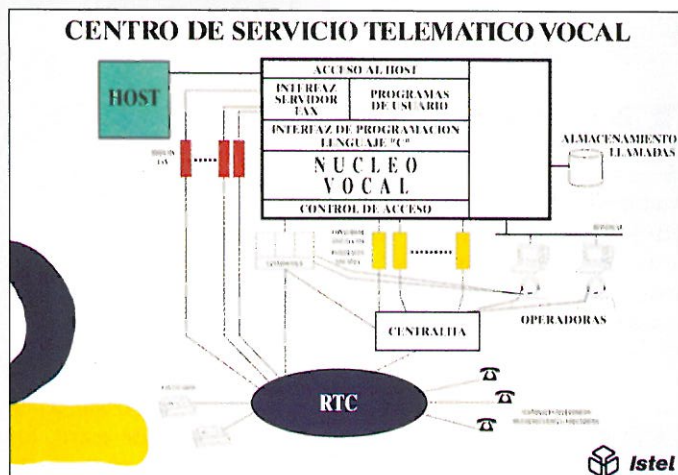 CENTRO DE SERVICIO TELEMATICO VOCAL
HOST
ACCESO AL HOST
INTERFAZ
SERVIDOR
FAX
PROGRAMAS
DE USUARIO
INTERFAZ DE PROGRAMACION
LENGUAJE "C"
NUCLEO
VOCAL
CONTROL DE ACCESO
ALMACENAMIENTO
LLAMADAS
OPERADORAS
CENTRALITA
RTC
Istel